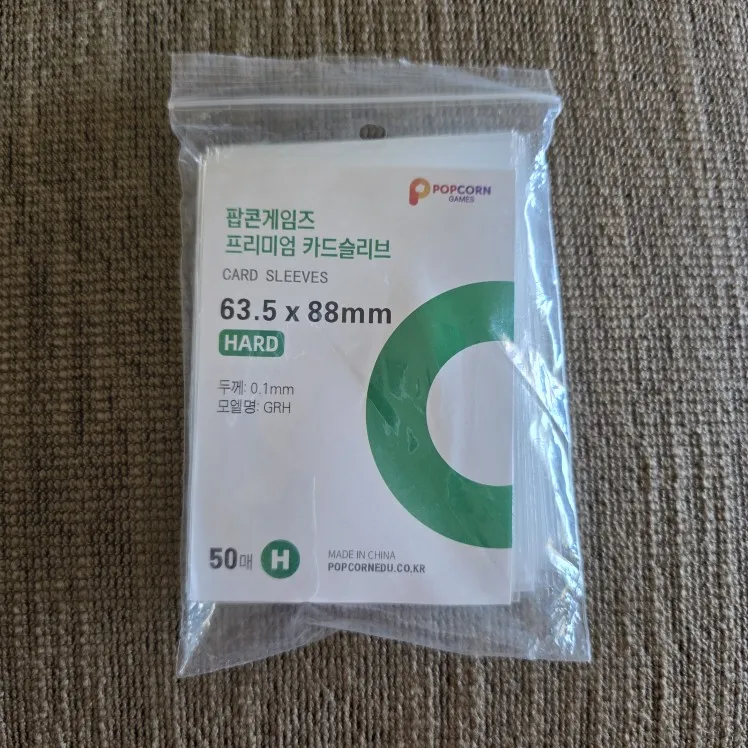 POPCORN
GAMES
팝콘게임즈
프리미엄 카드슬리브
CARD SLEEVES
63.5 x 88mm
HARD
두께: 0.1mm
모델명: GRH
50매 H
MADE IN CHINA
POPCORNEDU.CO.KR